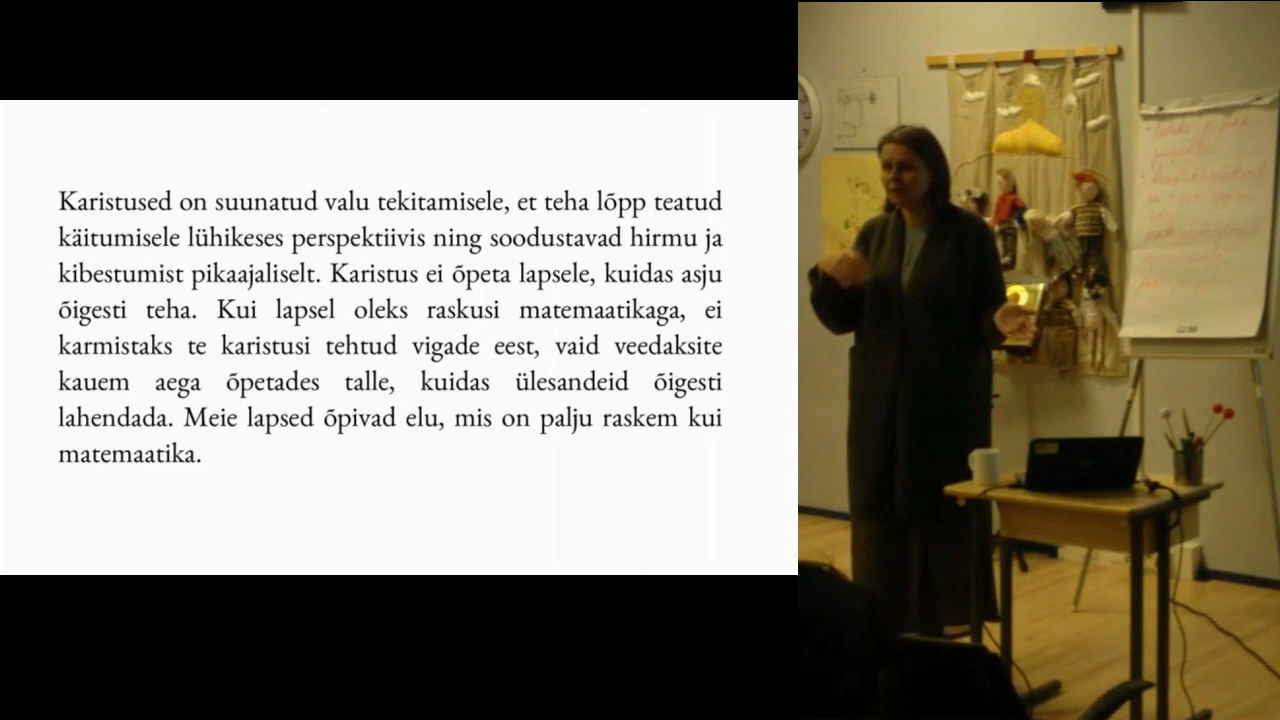 Karistused on suunatud valu tekitamisele, et teha lõpp teatud
käitumisele lühikeses perspektiivis ning soodustavad hirmu ja
kibestumist pikaajaliselt. Karistus ei õpeta lapsele, kuidas asju
õigesti teha. Kui lapsel oleks raskusi matemaatikaga, ei
karmistaks te karistusi tehtud vigade eest, vaid veedaksite
kauem aega õpetades talle, kuidas ülesandeid õigesti
lahendada. Meie lapsed õpivad elu, mis on palju raskem kui
matemaatika.